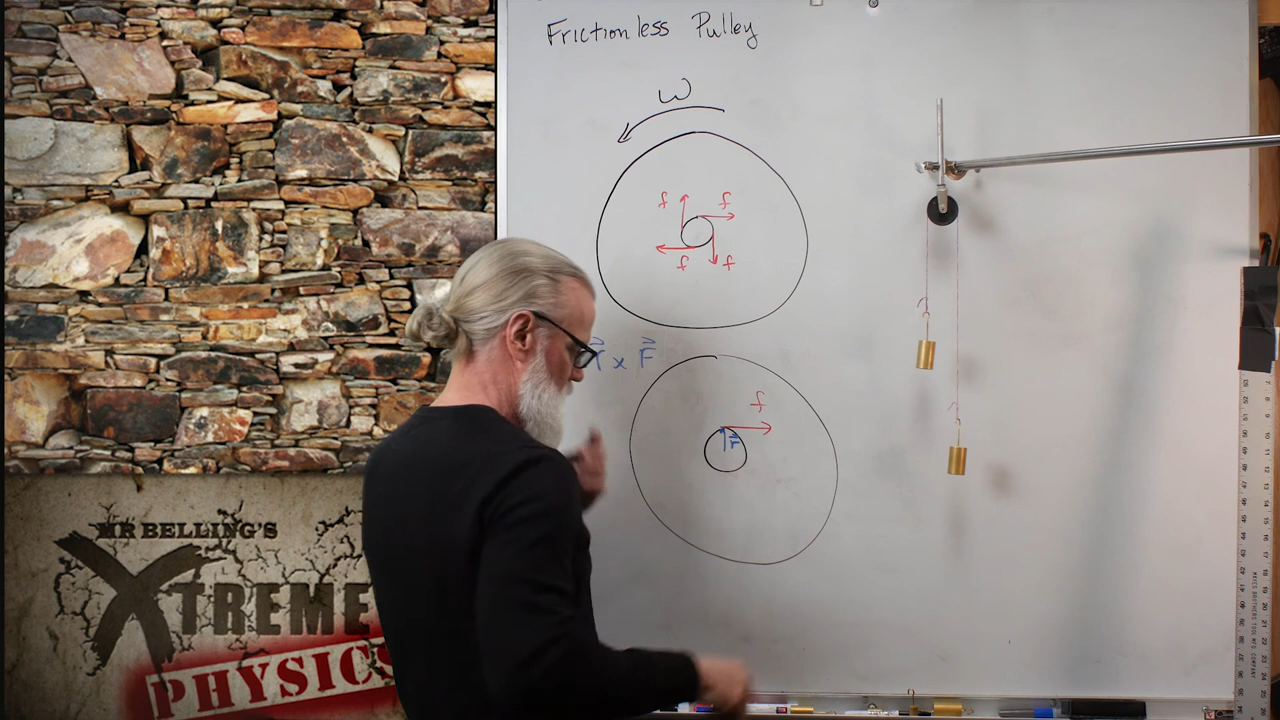 Frictionless Pulley
ω
f f
f f
r⃗ x F⃗
f
r⃗
MR BELLING'S
XTREME
PHYSICS